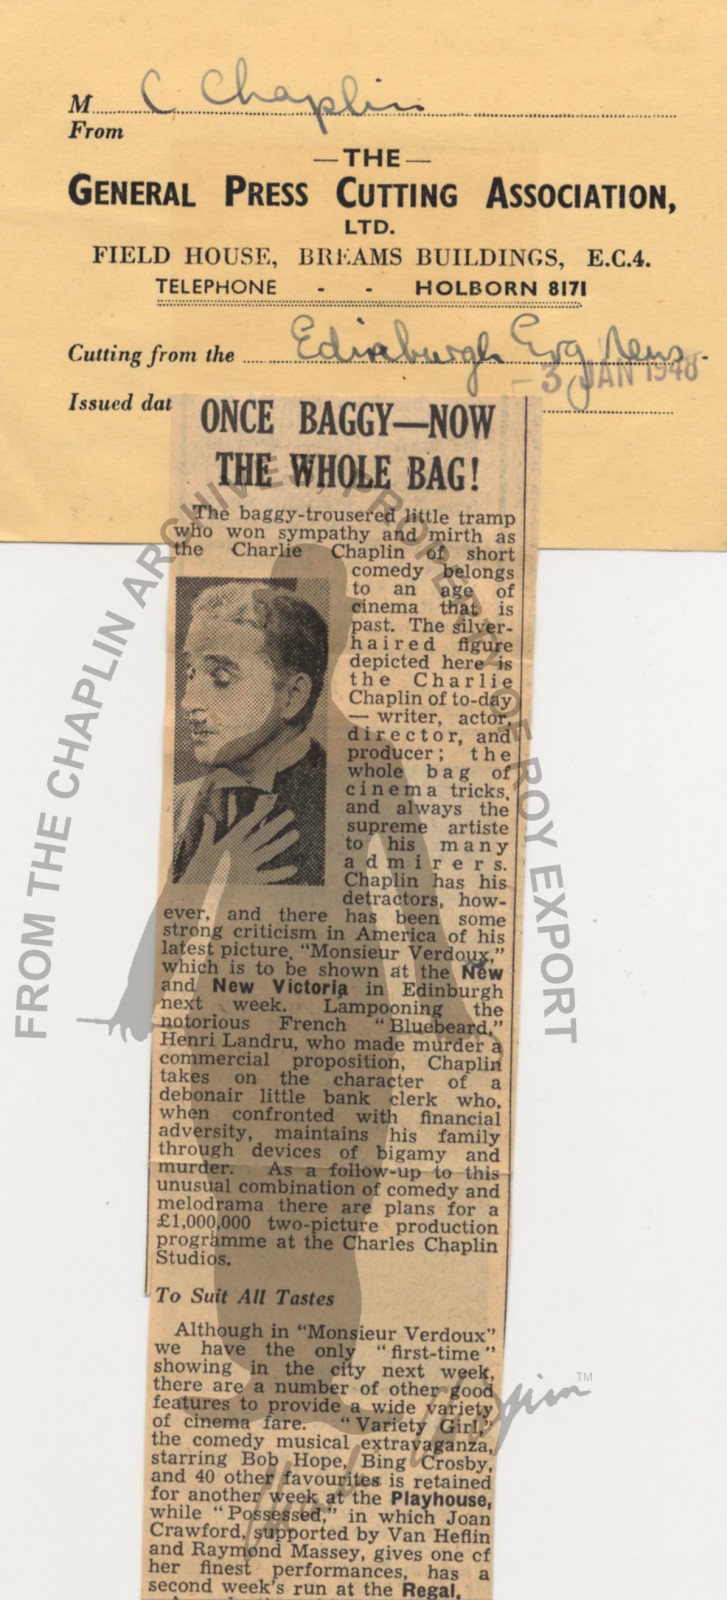 M C Chaplin
From
—THE—
GENERAL PRESS CUTTING ASSOCIATION,
LTD.
FIELD HOUSE, BREAMS BUILDINGS, E.C.4.
TELEPHONE - - HOLBORN 8171
Cutting from the Edinburgh Evg News.
-3 JAN 1948
Issued dat
ONCE BAGGY—NOW
THE WHOLE BAG!
The baggy-trousered little tramp
who won sympathy and mirth as
the Charlie Chaplin of short
comedy belongs
to an age of
cinema that is
past. The silver-
haired figure
depicted here is
the Charlie
Chaplin of to-day
— writer, actor,
director, and
producer; the
whole bag of
cinema tricks,
and always the
supreme artiste
to his many
admirers.
Chaplin has his
detractors, how-
ever, and there has been some
strong criticism in America of his
latest picture, "Monsieur Verdoux,"
which is to be shown at the New
and New Victoria in Edinburgh
next week. Lampooning the
notorious French "Bluebeard,"
Henri Landru, who made murder a
commercial proposition, Chaplin
takes on the character of a
debonair little bank clerk who,
when confronted with financial
adversity, maintains his family
through devices of bigamy and
murder. As a follow-up to this
unusual combination of comedy and
melodrama there are plans for a
£1,000,000 two-picture production
programme at the Charles Chaplin
Studios.
To Suit All Tastes
Although in "Monsieur Verdoux"
we have the only "first-time"
showing in the city next week,
there are a number of other good
features to provide a wide variety
of cinema fare. "Variety Girl,"
the comedy musical extravaganza,
starring Bob Hope, Bing Crosby,
and 40 other favourites is retained
for another week at the Playhouse,
while "Possessed," in which Joan
Crawford, supported by Van Heflin
and Raymond Massey, gives one of
her finest performances, has a
second week's run at the Regal,
FROM THE CHAPLIN ARCHIVES, PROPERTY OF ROY EXPORT
Charlie Chaplin TM